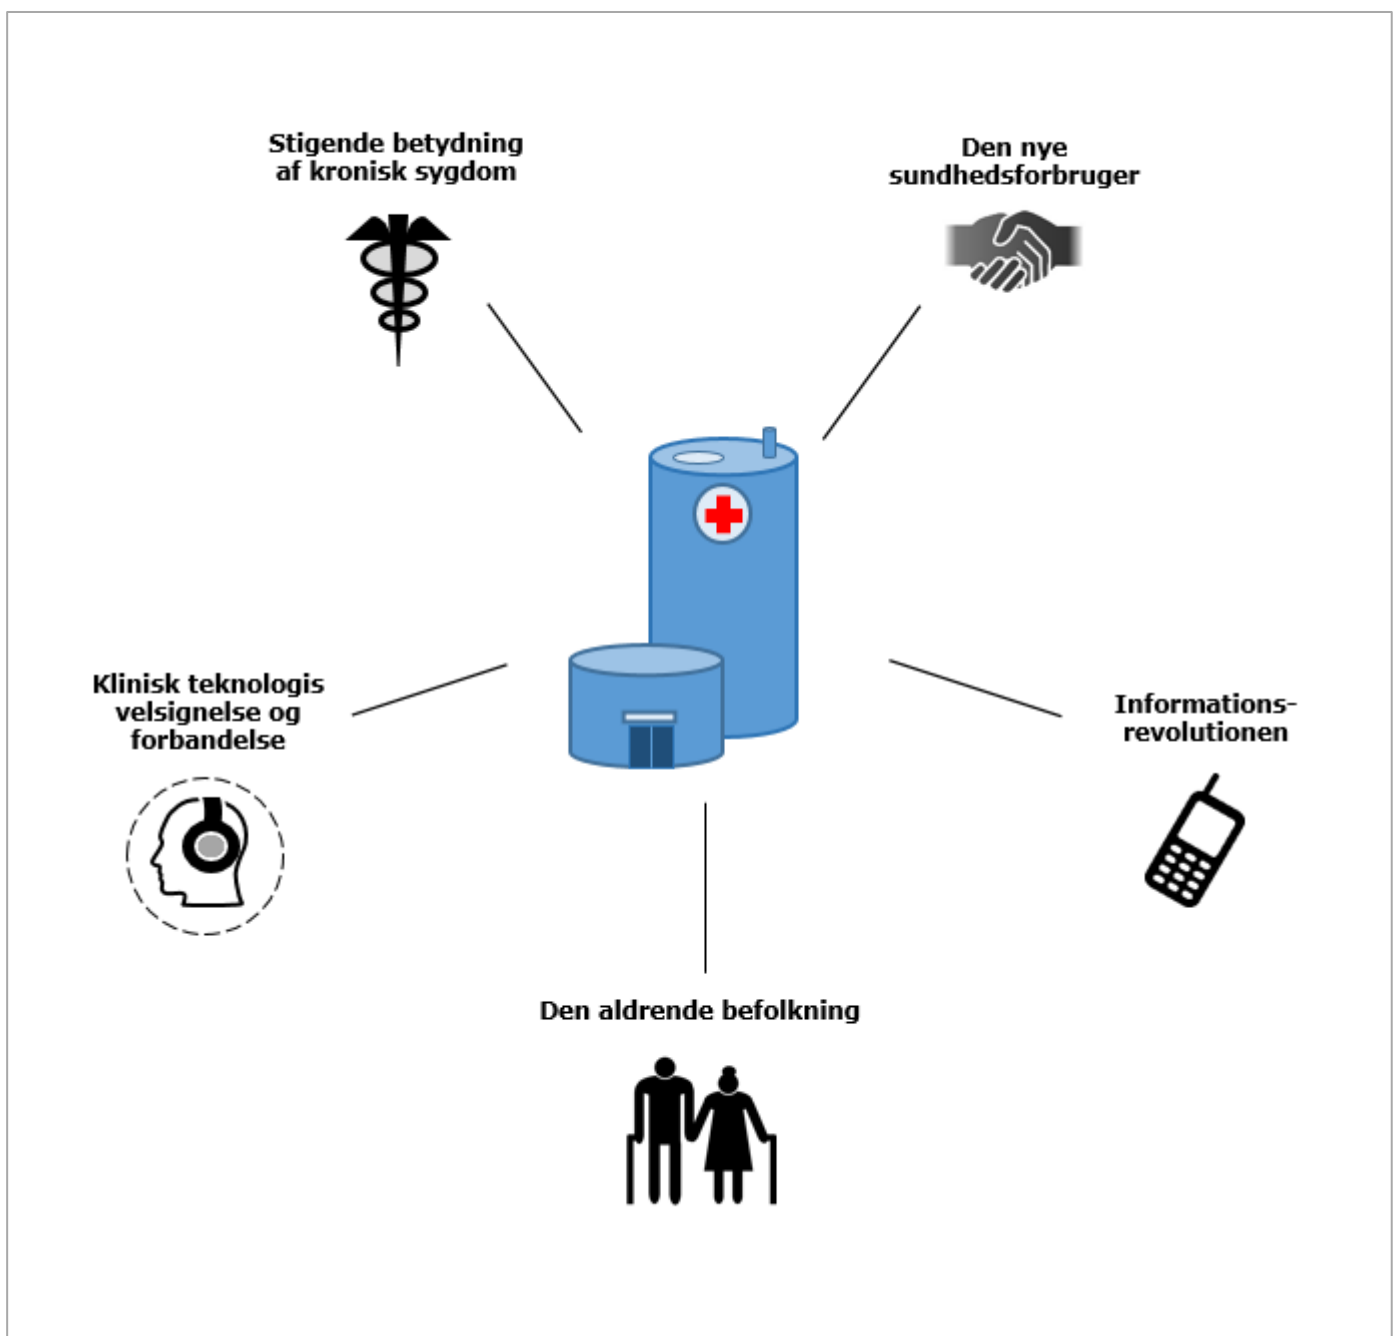 Stigende betydning
af kronisk sygdom
Den nye
sundhedsforbruger
Klinisk teknologis
velsignelse og
forbandelse
Informations-
revolutionen
Den aldrende befolkning